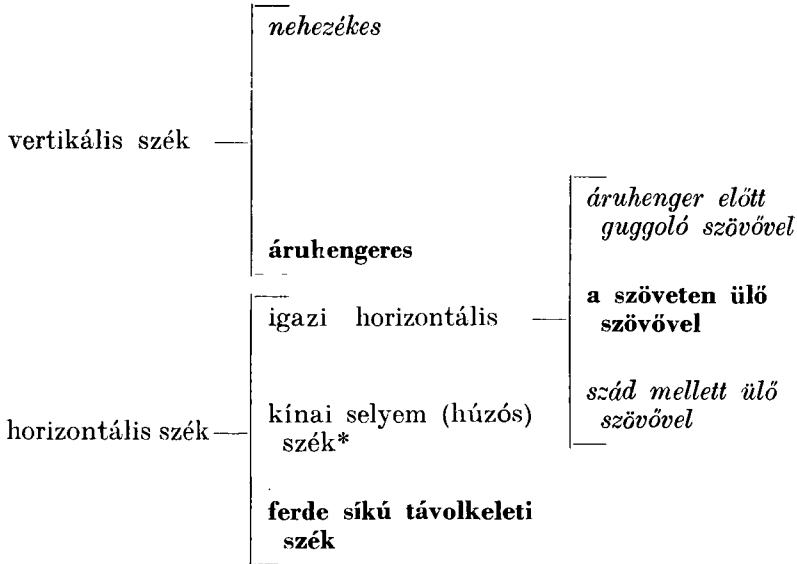 nehezékes
vertikális szék
áruhengeres
áruhenger előtt
guggoló szövővel
igazi horizontális
a szöveten ülő
szövővel
szád mellett ülő
szövővel
horizontális szék
kínai selyem (húzós)
szék*
ferde síkú távolkeleti
szék